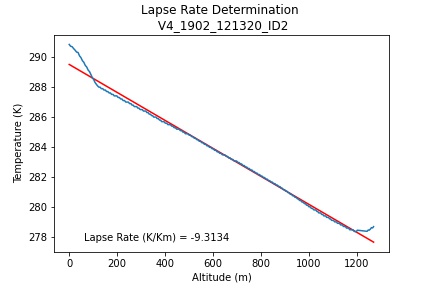 Lapse Rate Determination
V4_1902_121320_ID2
Temperature (K)
290
288
286
284
282
280
278
Lapse Rate (K/Km) = -9.3134
0 200 400 600 800 1000 1200
Altitude (m)